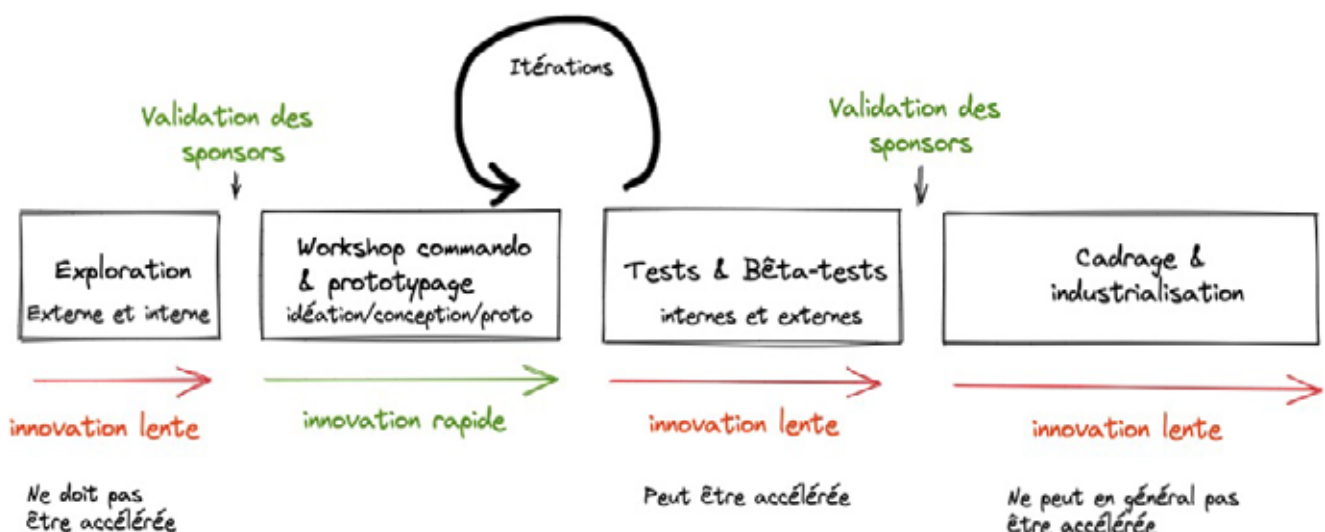 Itérations
Validation des
sponsors
Validation des
sponsors
Exploration
Externe et interne
Workshop commando
& prototypage
idéation/conception/proto
Tests & Bêta-tests
internes et externes
Cadrage &
industrialisation
innovation lente
innovation rapide
innovation lente
innovation lente
Ne doit pas
être accélérée
Peut être accélérée
Ne peut en général pas
être accélérée